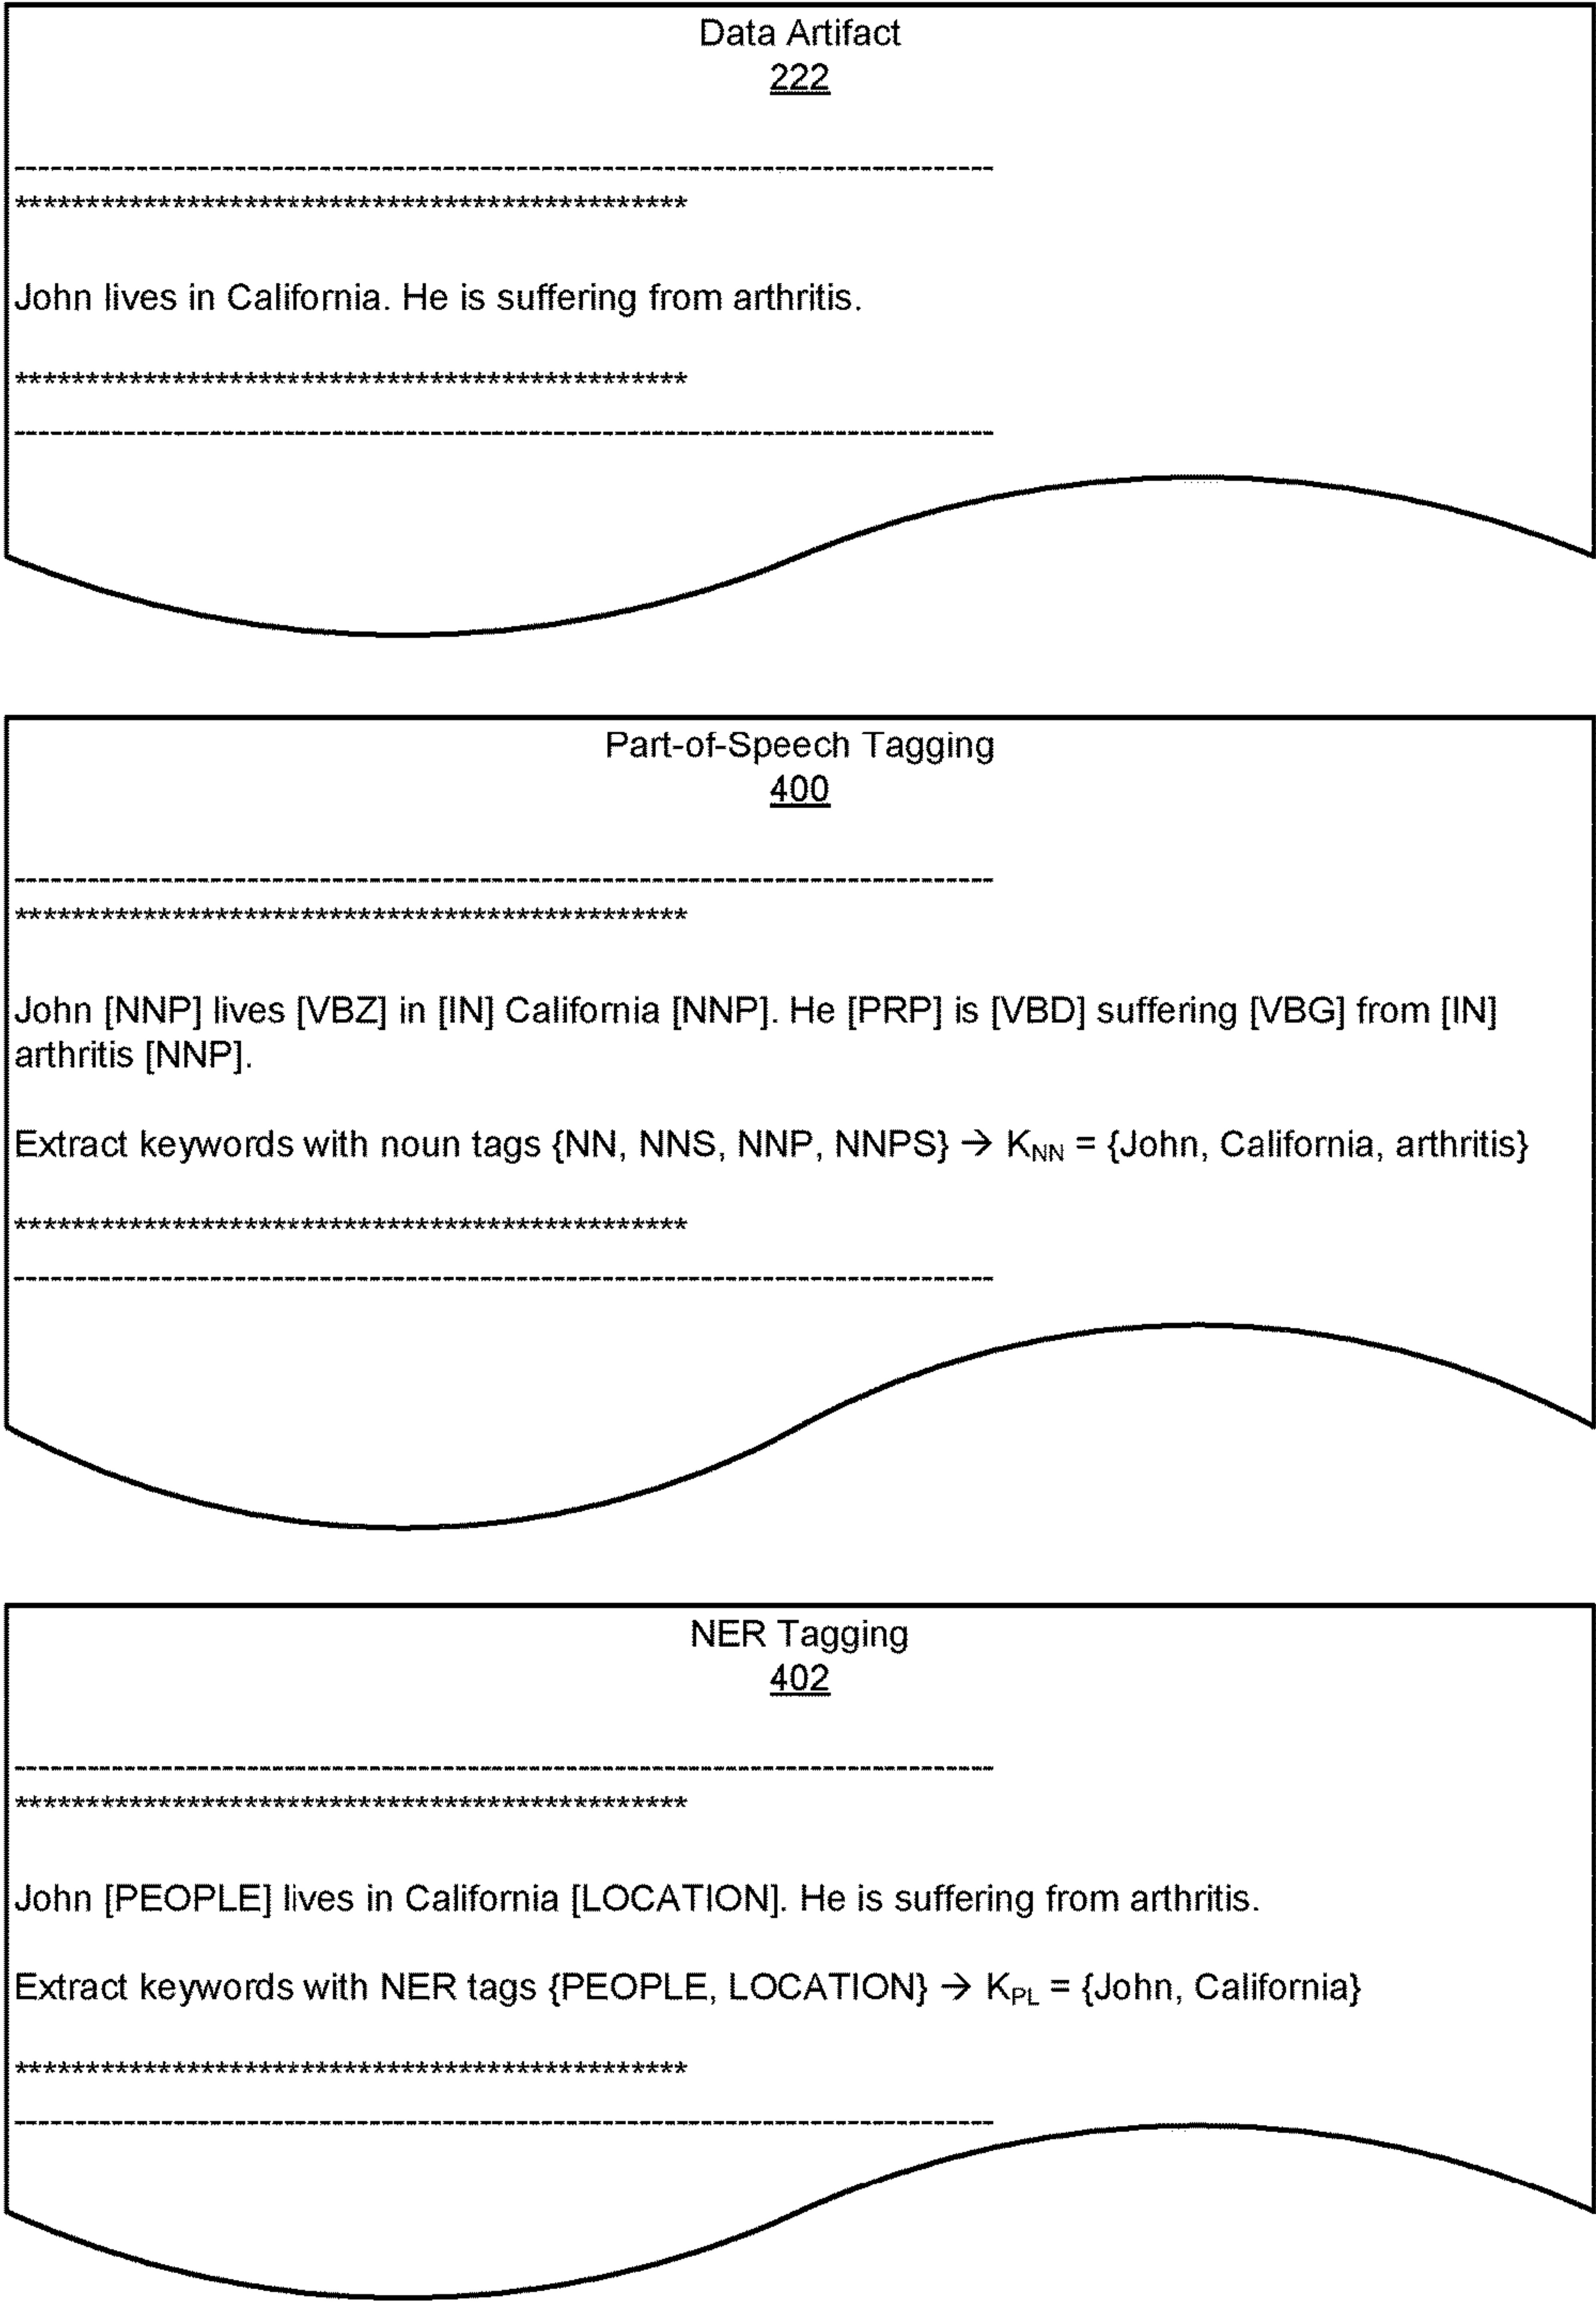 Data Artifact
222
--------------------------------------------------------------------------------
***********************************************
John lives in California. He is suffering from arthritis.
***********************************************
--------------------------------------------------------------------------------
Part-of-Speech Tagging
400
--------------------------------------------------------------------------------
***********************************************
John [NNP] lives [VBZ] in [IN] California [NNP]. He [PRP] is [VBD] suffering [VBG] from [IN]
arthritis [NNP].
Extract keywords with noun tags {NN, NNS, NNP, NNPS} → K_NN = {John, California, arthritis}
***********************************************
--------------------------------------------------------------------------------
NER Tagging
402
--------------------------------------------------------------------------------
***********************************************
John [PEOPLE] lives in California [LOCATION]. He is suffering from arthritis.
Extract keywords with NER tags {PEOPLE, LOCATION} → K_PL = {John, California}
***********************************************
--------------------------------------------------------------------------------